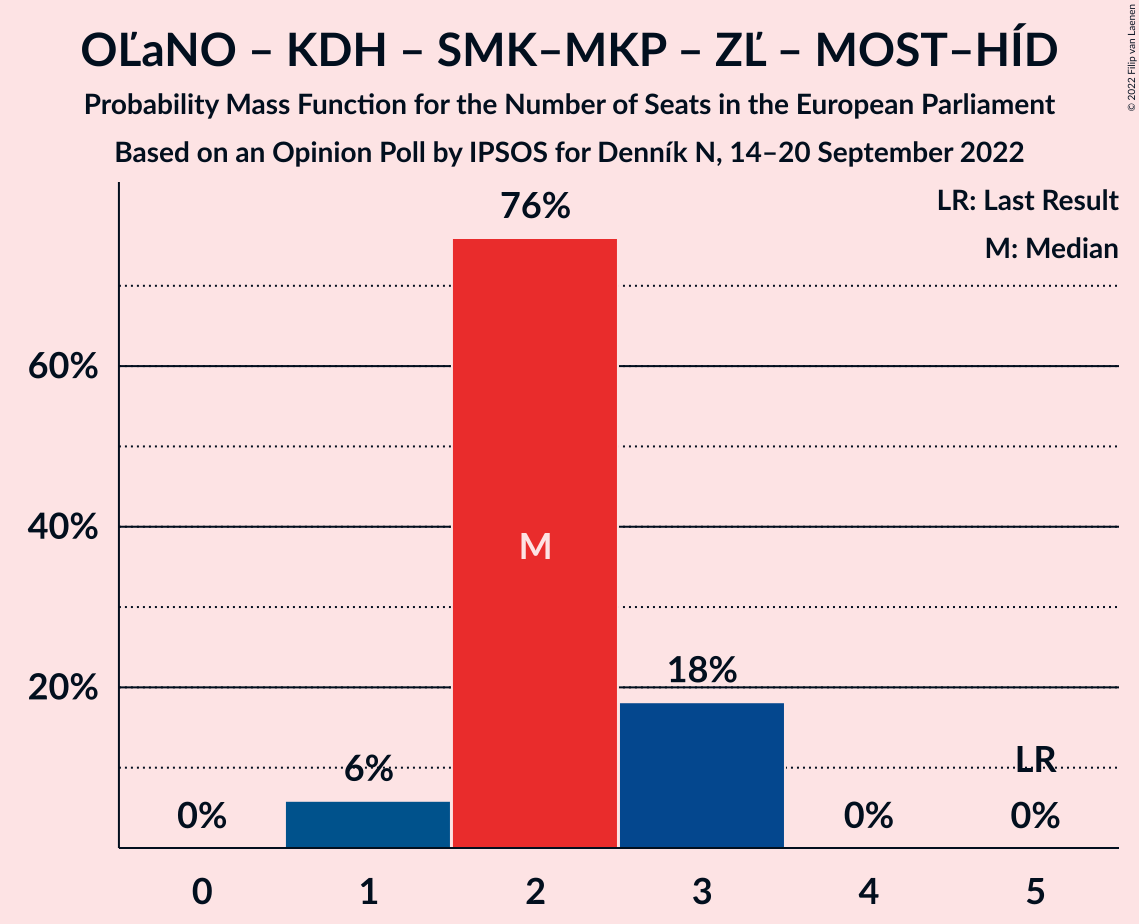 OĽaNO – KDH – SMK–MKP – ZĽ – MOST–HÍD
Probability Mass Function for the Number of Seats in the European Parliament
Based on an Opinion Poll by IPSOS for Denník N, 14–20 September 2022
© 2022 Filip van Laenen
LR: Last Result
M: Median
76%
60%
40%
M
20%
18%
6%
LR
0%
0%
0%
0 1 2 3 4 5